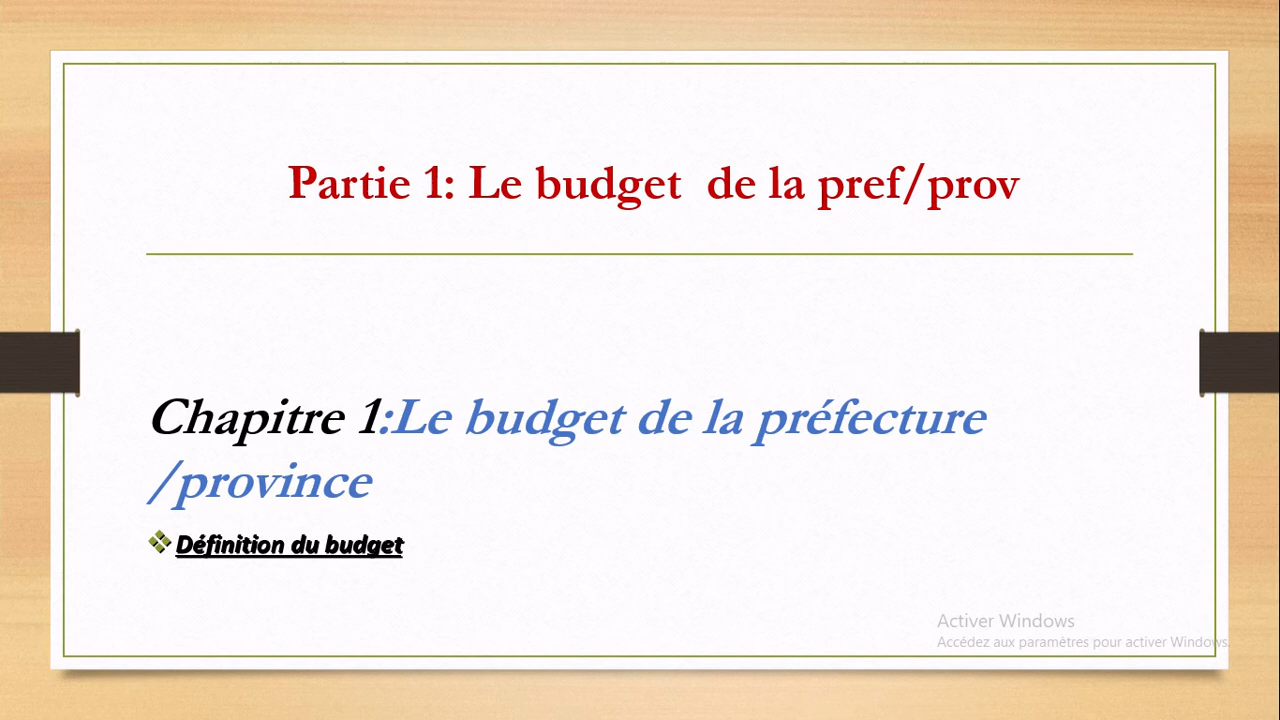 Partie 1: Le budget  de la pref/prov
Chapitre 1:Le budget de la préfecture
/province
Définition du budget
Activer Windows
Accédez aux paramètres pour activer Windows.